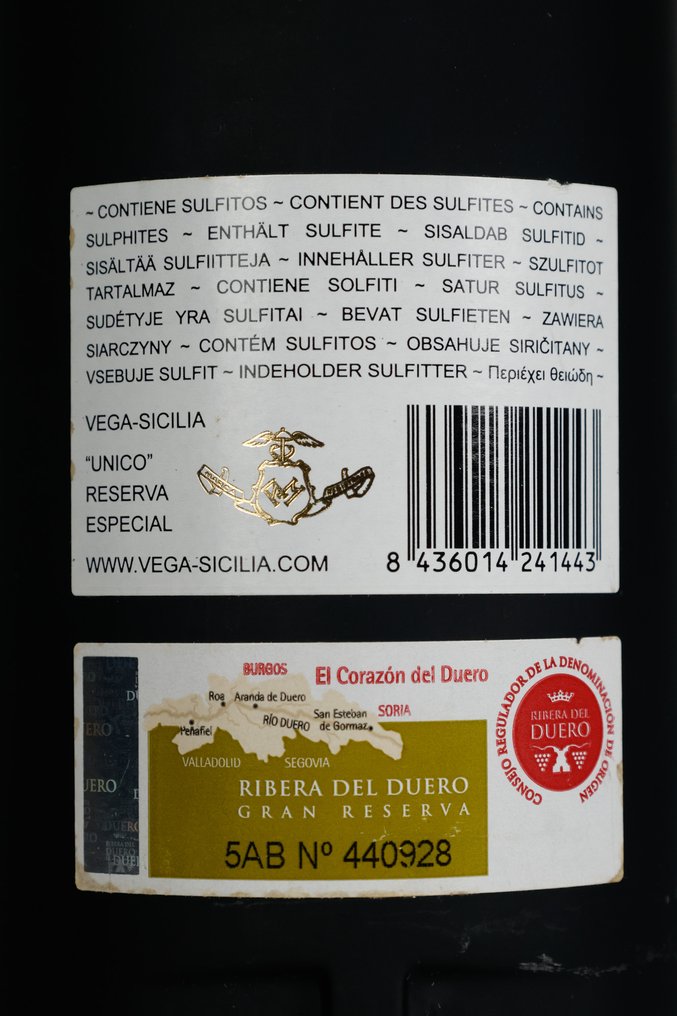 ~ CONTIENE SULFITOS ~ CONTIENT DES SULFITES ~ CONTAINS
SULPHITES ~ ENTHÄLT SULFITE ~ SISALDAB SULFITID ~
SISÄLTÄÄ SULFIITTEJA ~ INNEHÅLLER SULFITER ~ SZULFITOT
TARTALMAZ ~ CONTIENE SOLFITI ~ SATUR SULFITUS ~
SUDÉTYJE YRA SULFITAI ~ BEVAT SULFIETEN ~ ZAWIERA
SIARCZYNY ~ CONTÉM SULFITOS ~ OBSAHUJE SIRIČITANY ~
VSEBUJE SULFIT ~ INDEHOLDER SULFITTER ~ Περιέχει θειώδη ~
VEGA-SICILIA
"UNICO"
RESERVA
ESPECIAL
WWW.VEGA-SICILIA.COM
8 436014 241443
BURGOS
El Corazón del Duero
Roa
Aranda de Duero
RÍO DUERO
San Esteban
de Gormaz
SORIA
Peñafiel
VALLADOLID
SEGOVIA
RIBERA DEL DUERO
GRAN RESERVA
5AB Nº 440928
CONSEJO REGULADOR DE LA DENOMINACIÓN DE ORIGEN
RIBERA DEL
DUERO